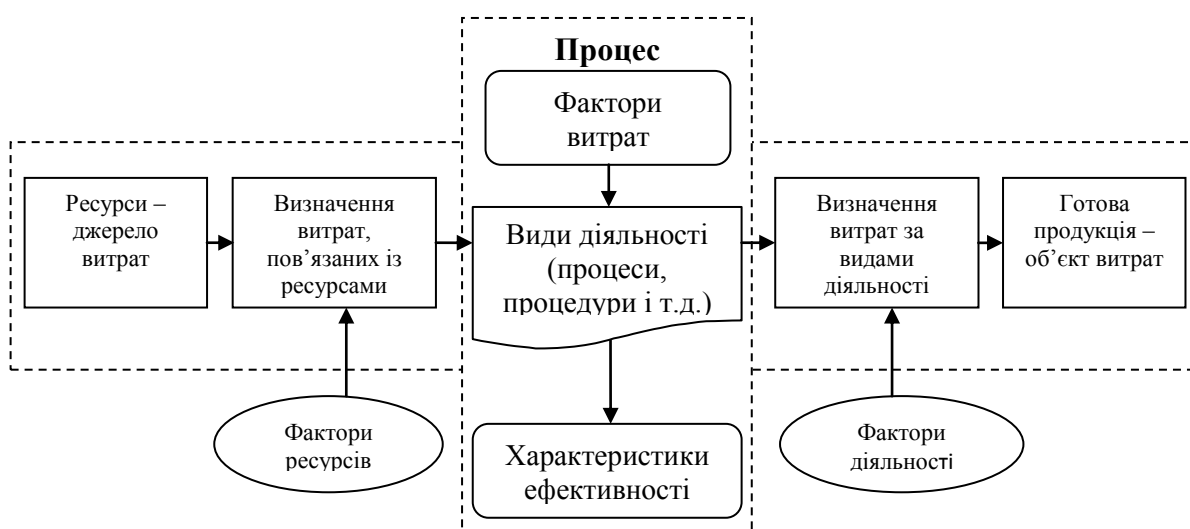 Процес
Фактори
витрат
Ресурси –
джерело
витрат
Визначення
витрат,
пов’язаних із
ресурсами
Види діяльності
(процеси,
процедури і т.д.)
Визначення
витрат за
видами
діяльності
Готова
продукція –
об’єкт витрат
Фактори
ресурсів
Характеристики
ефективності
Фактори
діяльності